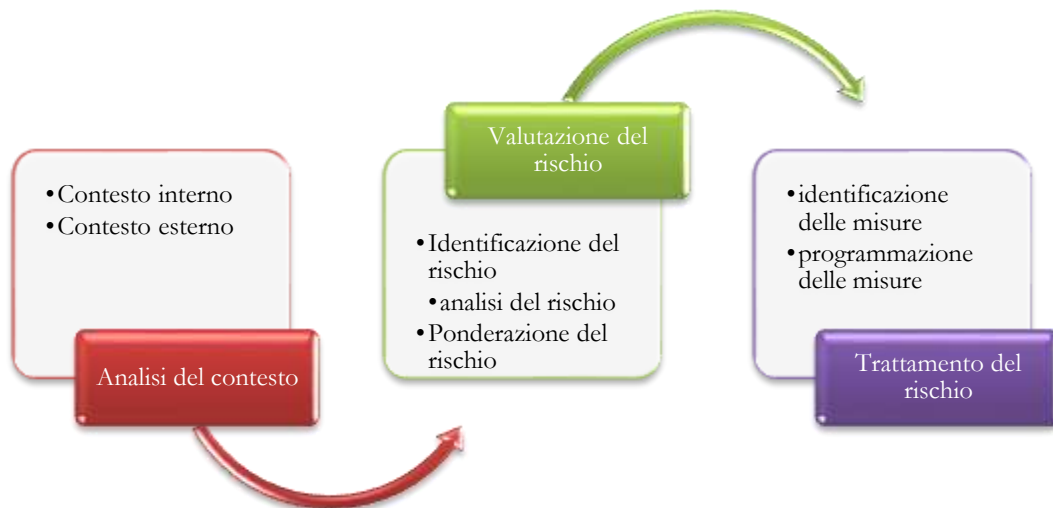 •Contesto interno
•Contesto esterno
Analisi del contesto
Valutazione del
rischio
•Identificazione del
rischio
•analisi del rischio
•Ponderazione del
rischio
•identificazione
delle misure
•programmazione
delle misure
Trattamento del
rischio